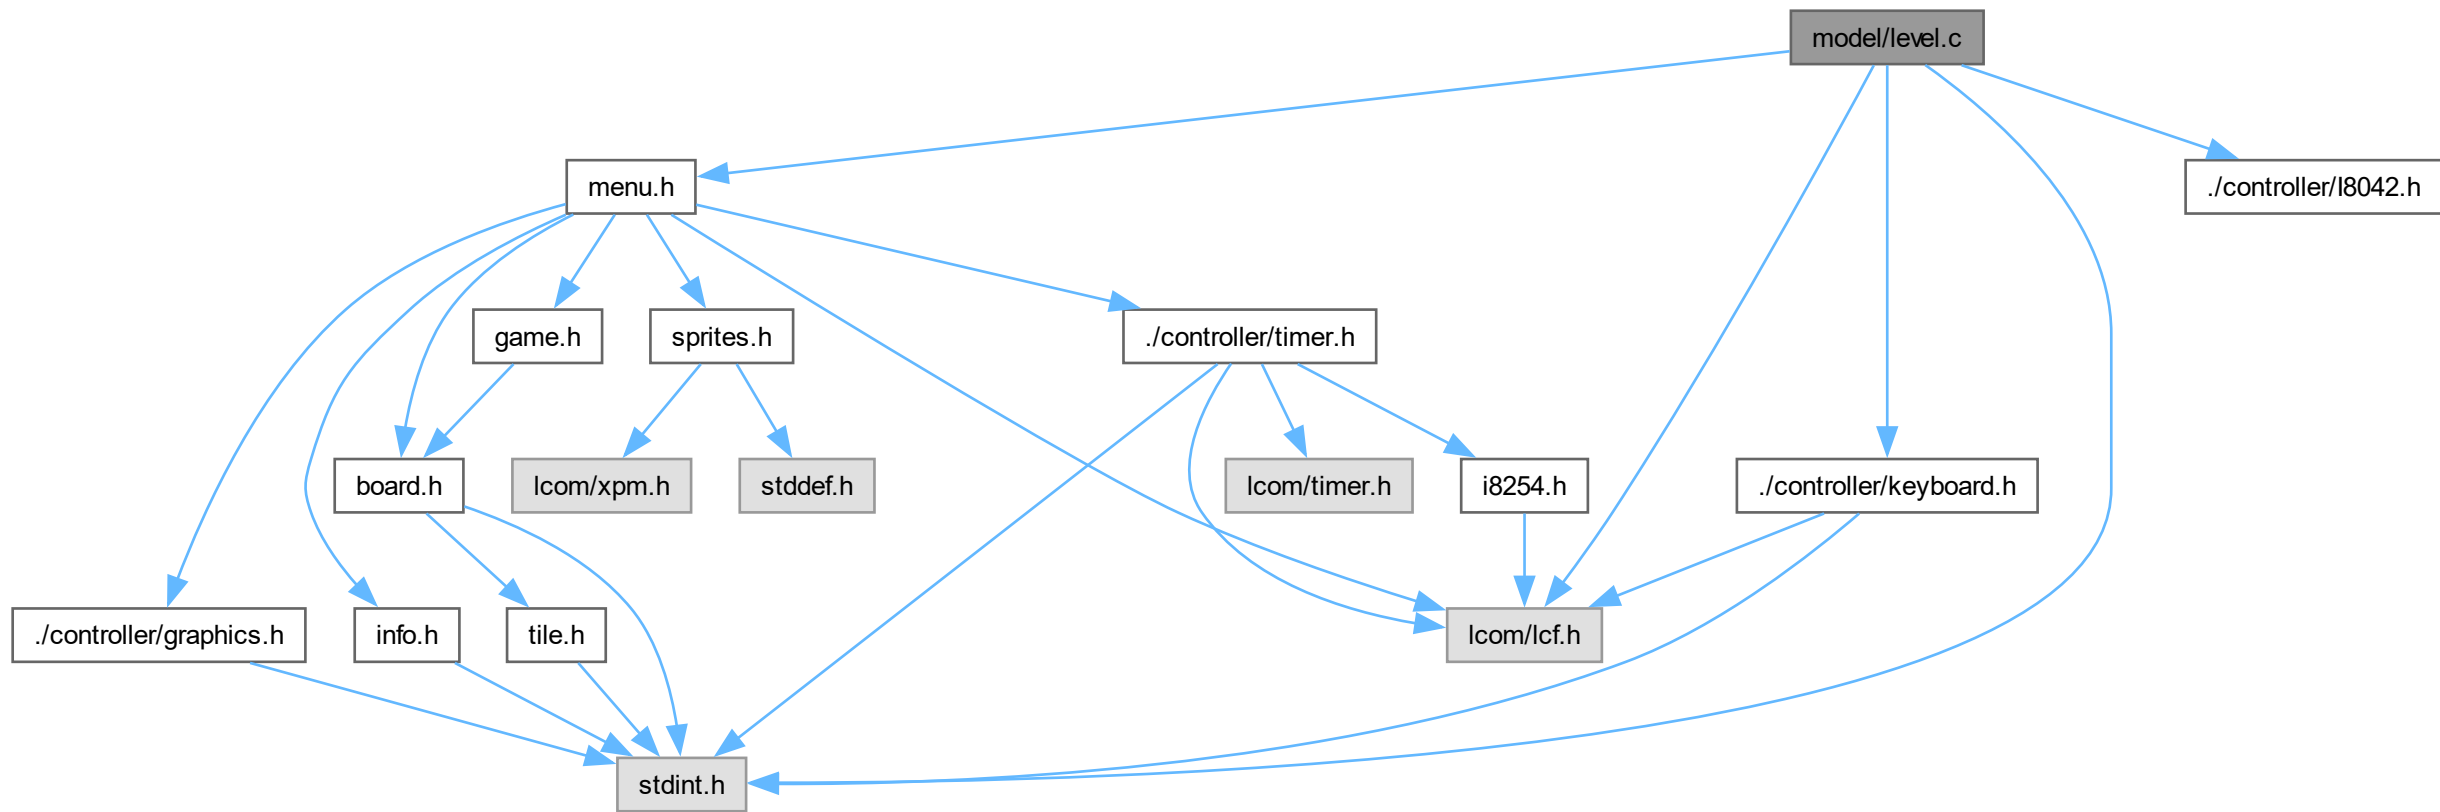 model/level.c
menu.h
./controller/I8042.h
game.h
sprites.h
./controller/timer.h
board.h
lcom/xpm.h
stddef.h
lcom/timer.h
i8254.h
./controller/keyboard.h
./controller/graphics.h
info.h
tile.h
lcom/lcf.h
stdint.h